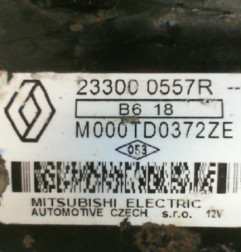 23300 0557R --
B6 18
M000TD0372ZE
053
MITSUBISHI ELECTRIC
AUTOMOTIVE CZECH s.r.o. 12V